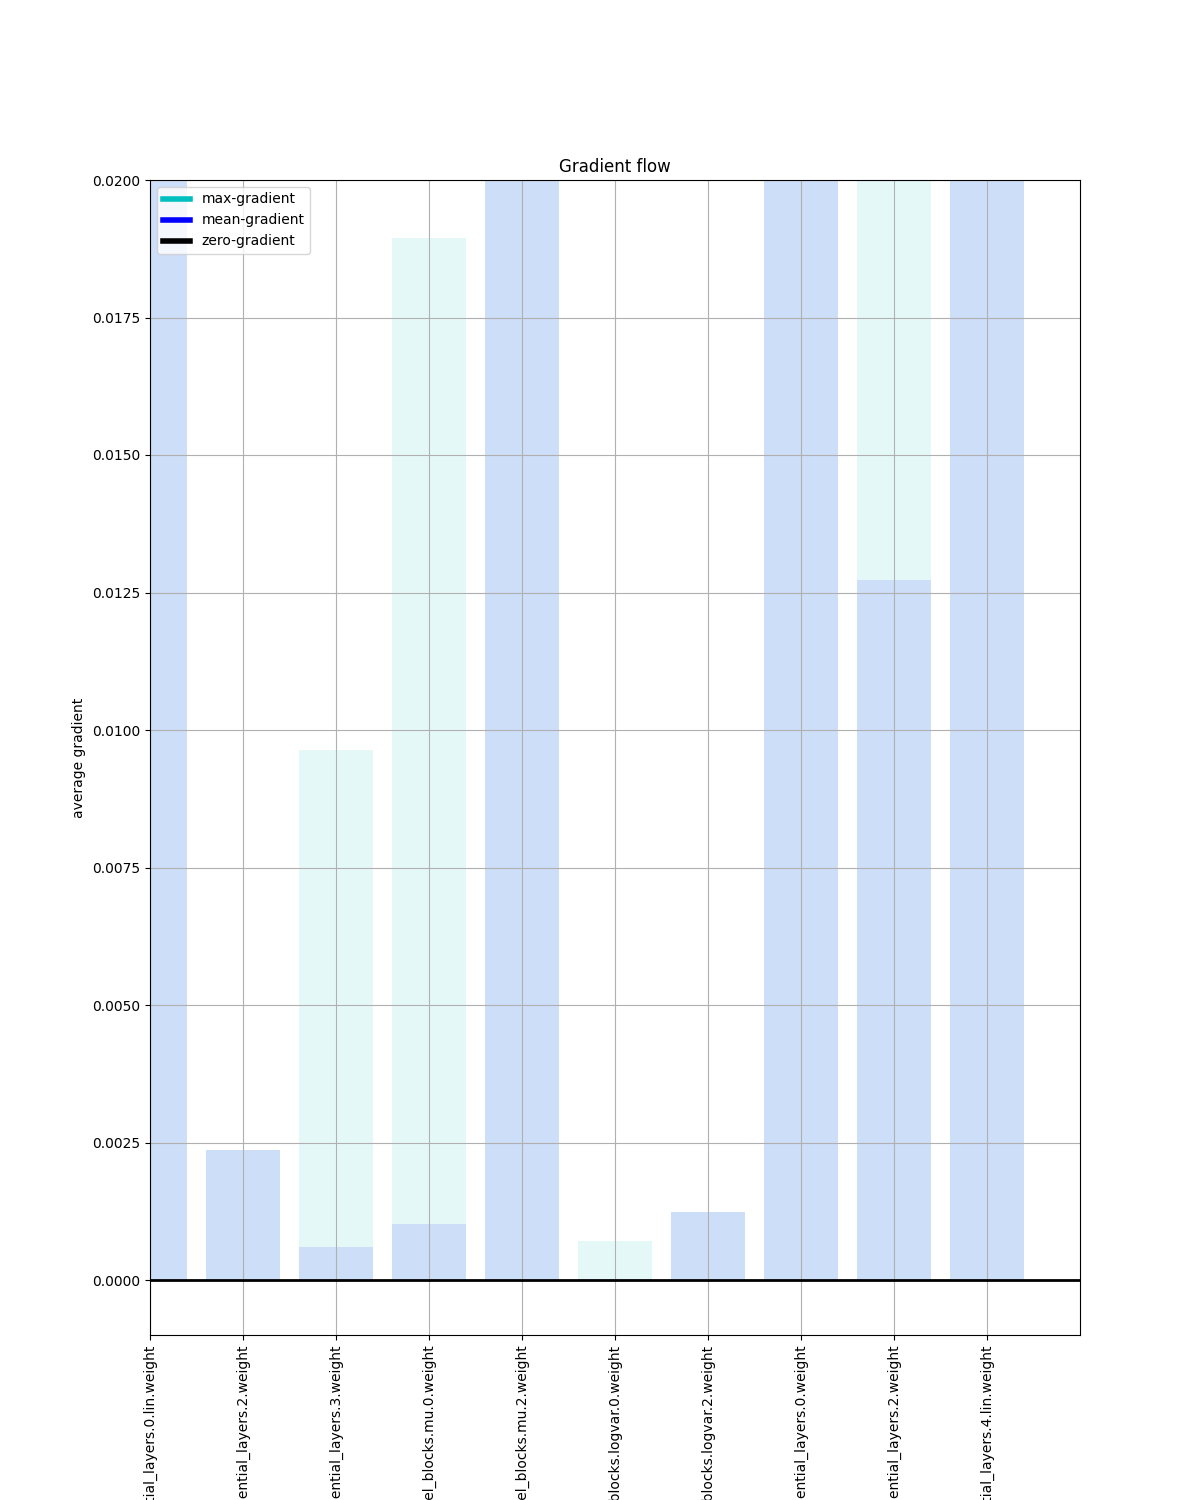 Gradient flow
max-gradient
mean-gradient
zero-gradient
0.0200
0.0175
0.0150
0.0125
0.0100
0.0075
0.0050
0.0025
0.0000
average gradient
tial_layers.0.lin.weight
ential_layers.2.weight
ential_layers.3.weight
el_blocks.mu.0.weight
el_blocks.mu.2.weight
blocks.logvar.0.weight
blocks.logvar.2.weight
ential_layers.0.weight
ential_layers.2.weight
tial_layers.4.lin.weight